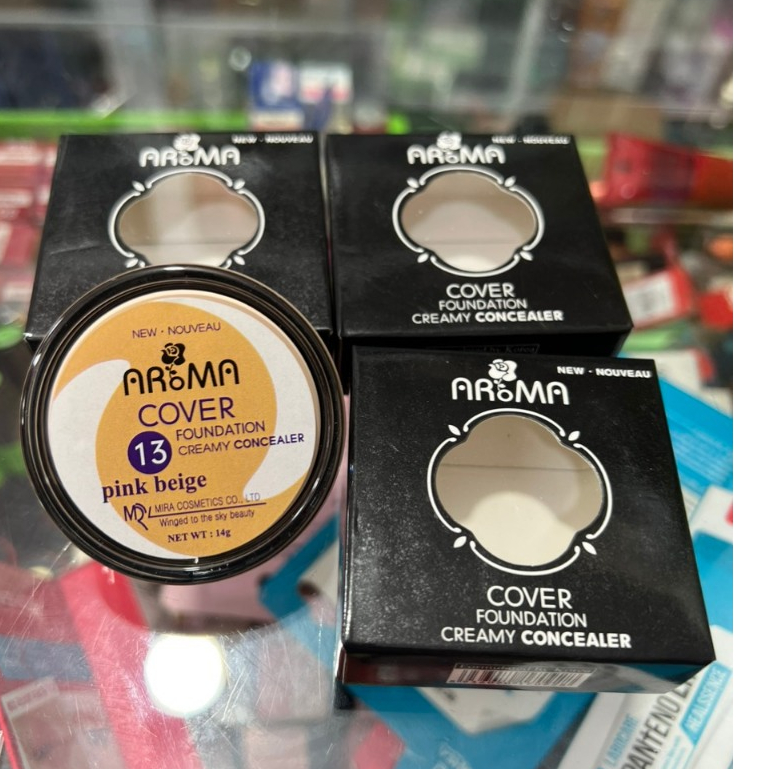 NEW · NOUVEAU
AROMA
NEW · NOUVEAU
AROMA
COVER
FOUNDATION
CREAMY CONCEALER
NEW · NOUVEAU
AROMA
COVER
13
FOUNDATION
CREAMY CONCEALER
pink beige
MIRA COSMETICS CO., LTD
Winged to the sky beauty
NET WT : 14g
NEW · NOUVEAU
AROMA
COVER
FOUNDATION
CREAMY CONCEALER
REALESSENCE